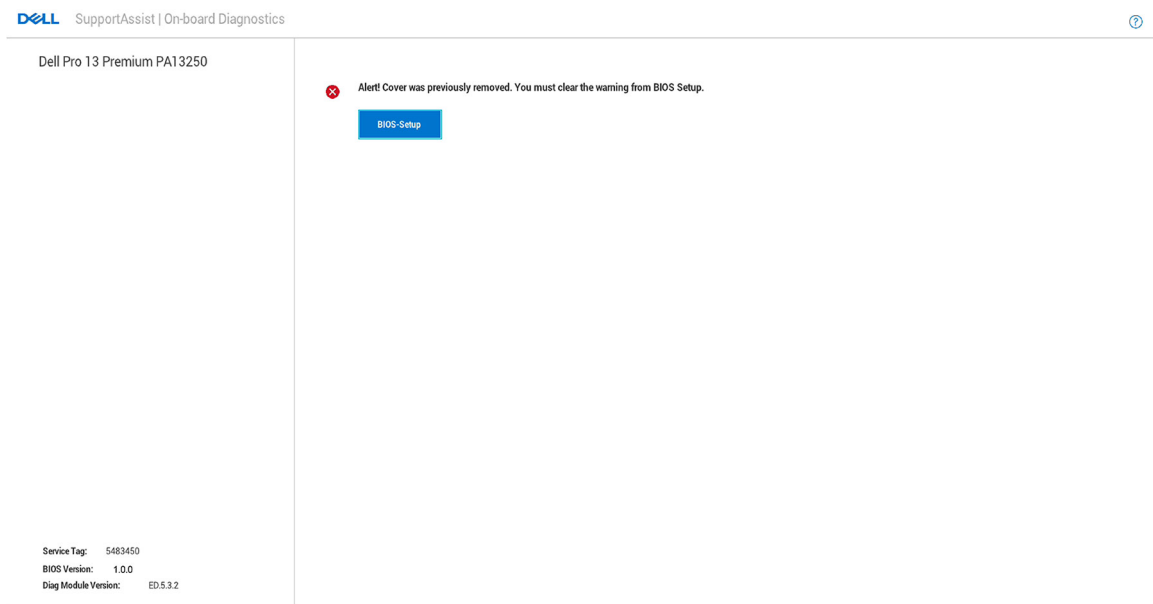 DELL SupportAssist | On-board Diagnostics
Dell Pro 13 Premium PA13250
Alert! Cover was previously removed. You must clear the warning from BIOS Setup.
BIOS-Setup
Service Tag: 5483450
BIOS Version: 1.0.0
Diag Module Version: ED.5.3.2